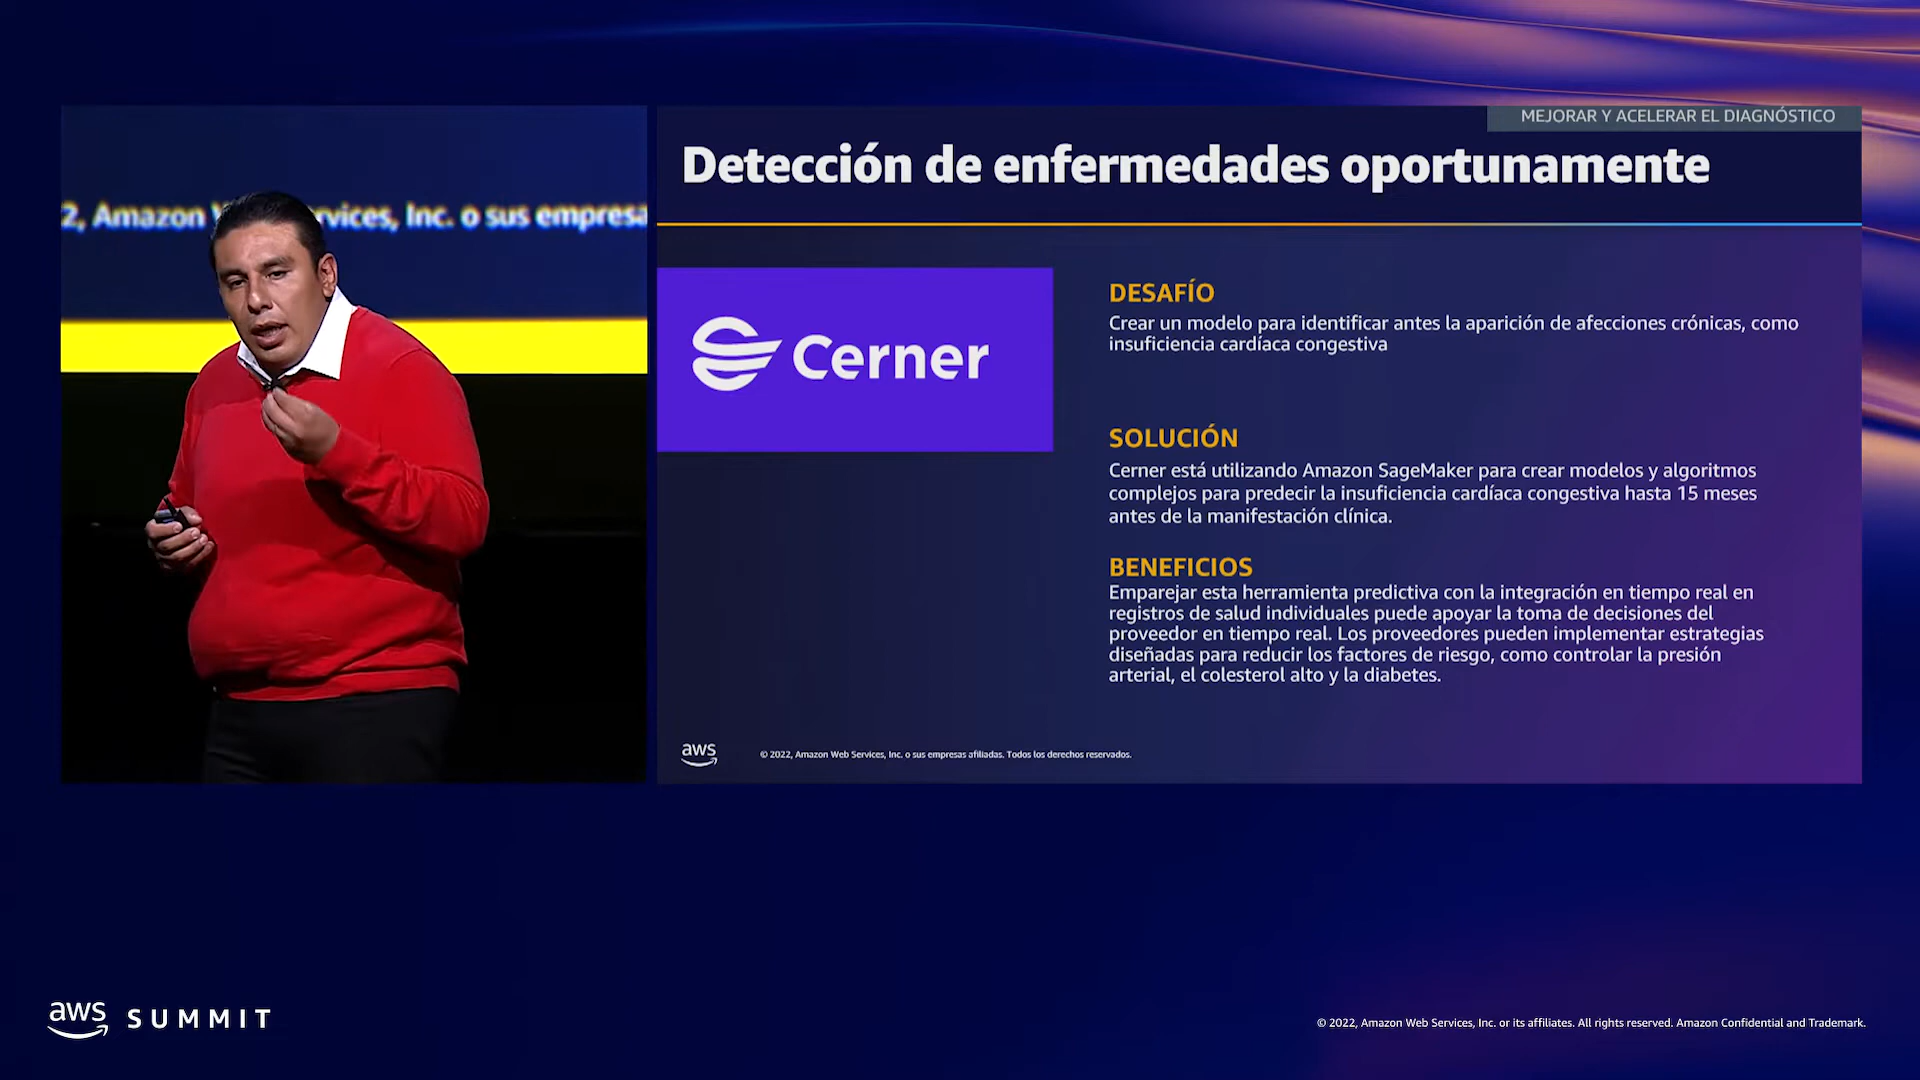 2, Amazon
rvices, Inc. o sus empresa
MEJORAR Y ACELERAR EL DIAGNÓSTICO
Detección de enfermedades oportunamente
Cerner
DESAFÍO
Crear un modelo para identificar antes la aparición de afecciones crónicas, como
insuficiencia cardíaca congestiva
SOLUCIÓN
Cerner está utilizando Amazon SageMaker para crear modelos y algoritmos
complejos para predecir la insuficiencia cardíaca congestiva hasta 15 meses
antes de la manifestación clínica.
BENEFICIOS
Emparejar esta herramienta predictiva con la integración en tiempo real en
registros de salud individuales puede apoyar la toma de decisiones del
proveedor en tiempo real. Los proveedores pueden implementar estrategias
diseñadas para reducir los factores de riesgo, como controlar la presión
arterial, el colesterol alto y la diabetes.
aws
© 2022, Amazon Web Services, Inc. o sus empresas afiliadas. Todos los derechos reservados.
aws SUMMIT
© 2022, Amazon Web Services, Inc. or its affiliates. All rights reserved. Amazon Confidential and Trademark.